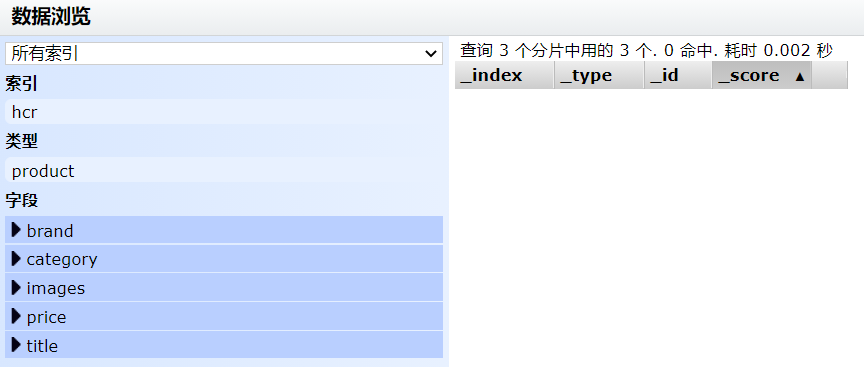 数据浏览
所有索引
索引
hcr
类型
product
字段
brand
category
images
price
title
查询 3 个分片中用的 3 个. 0 命中. 耗时 0.002 秒
_index _type _id _score ▲